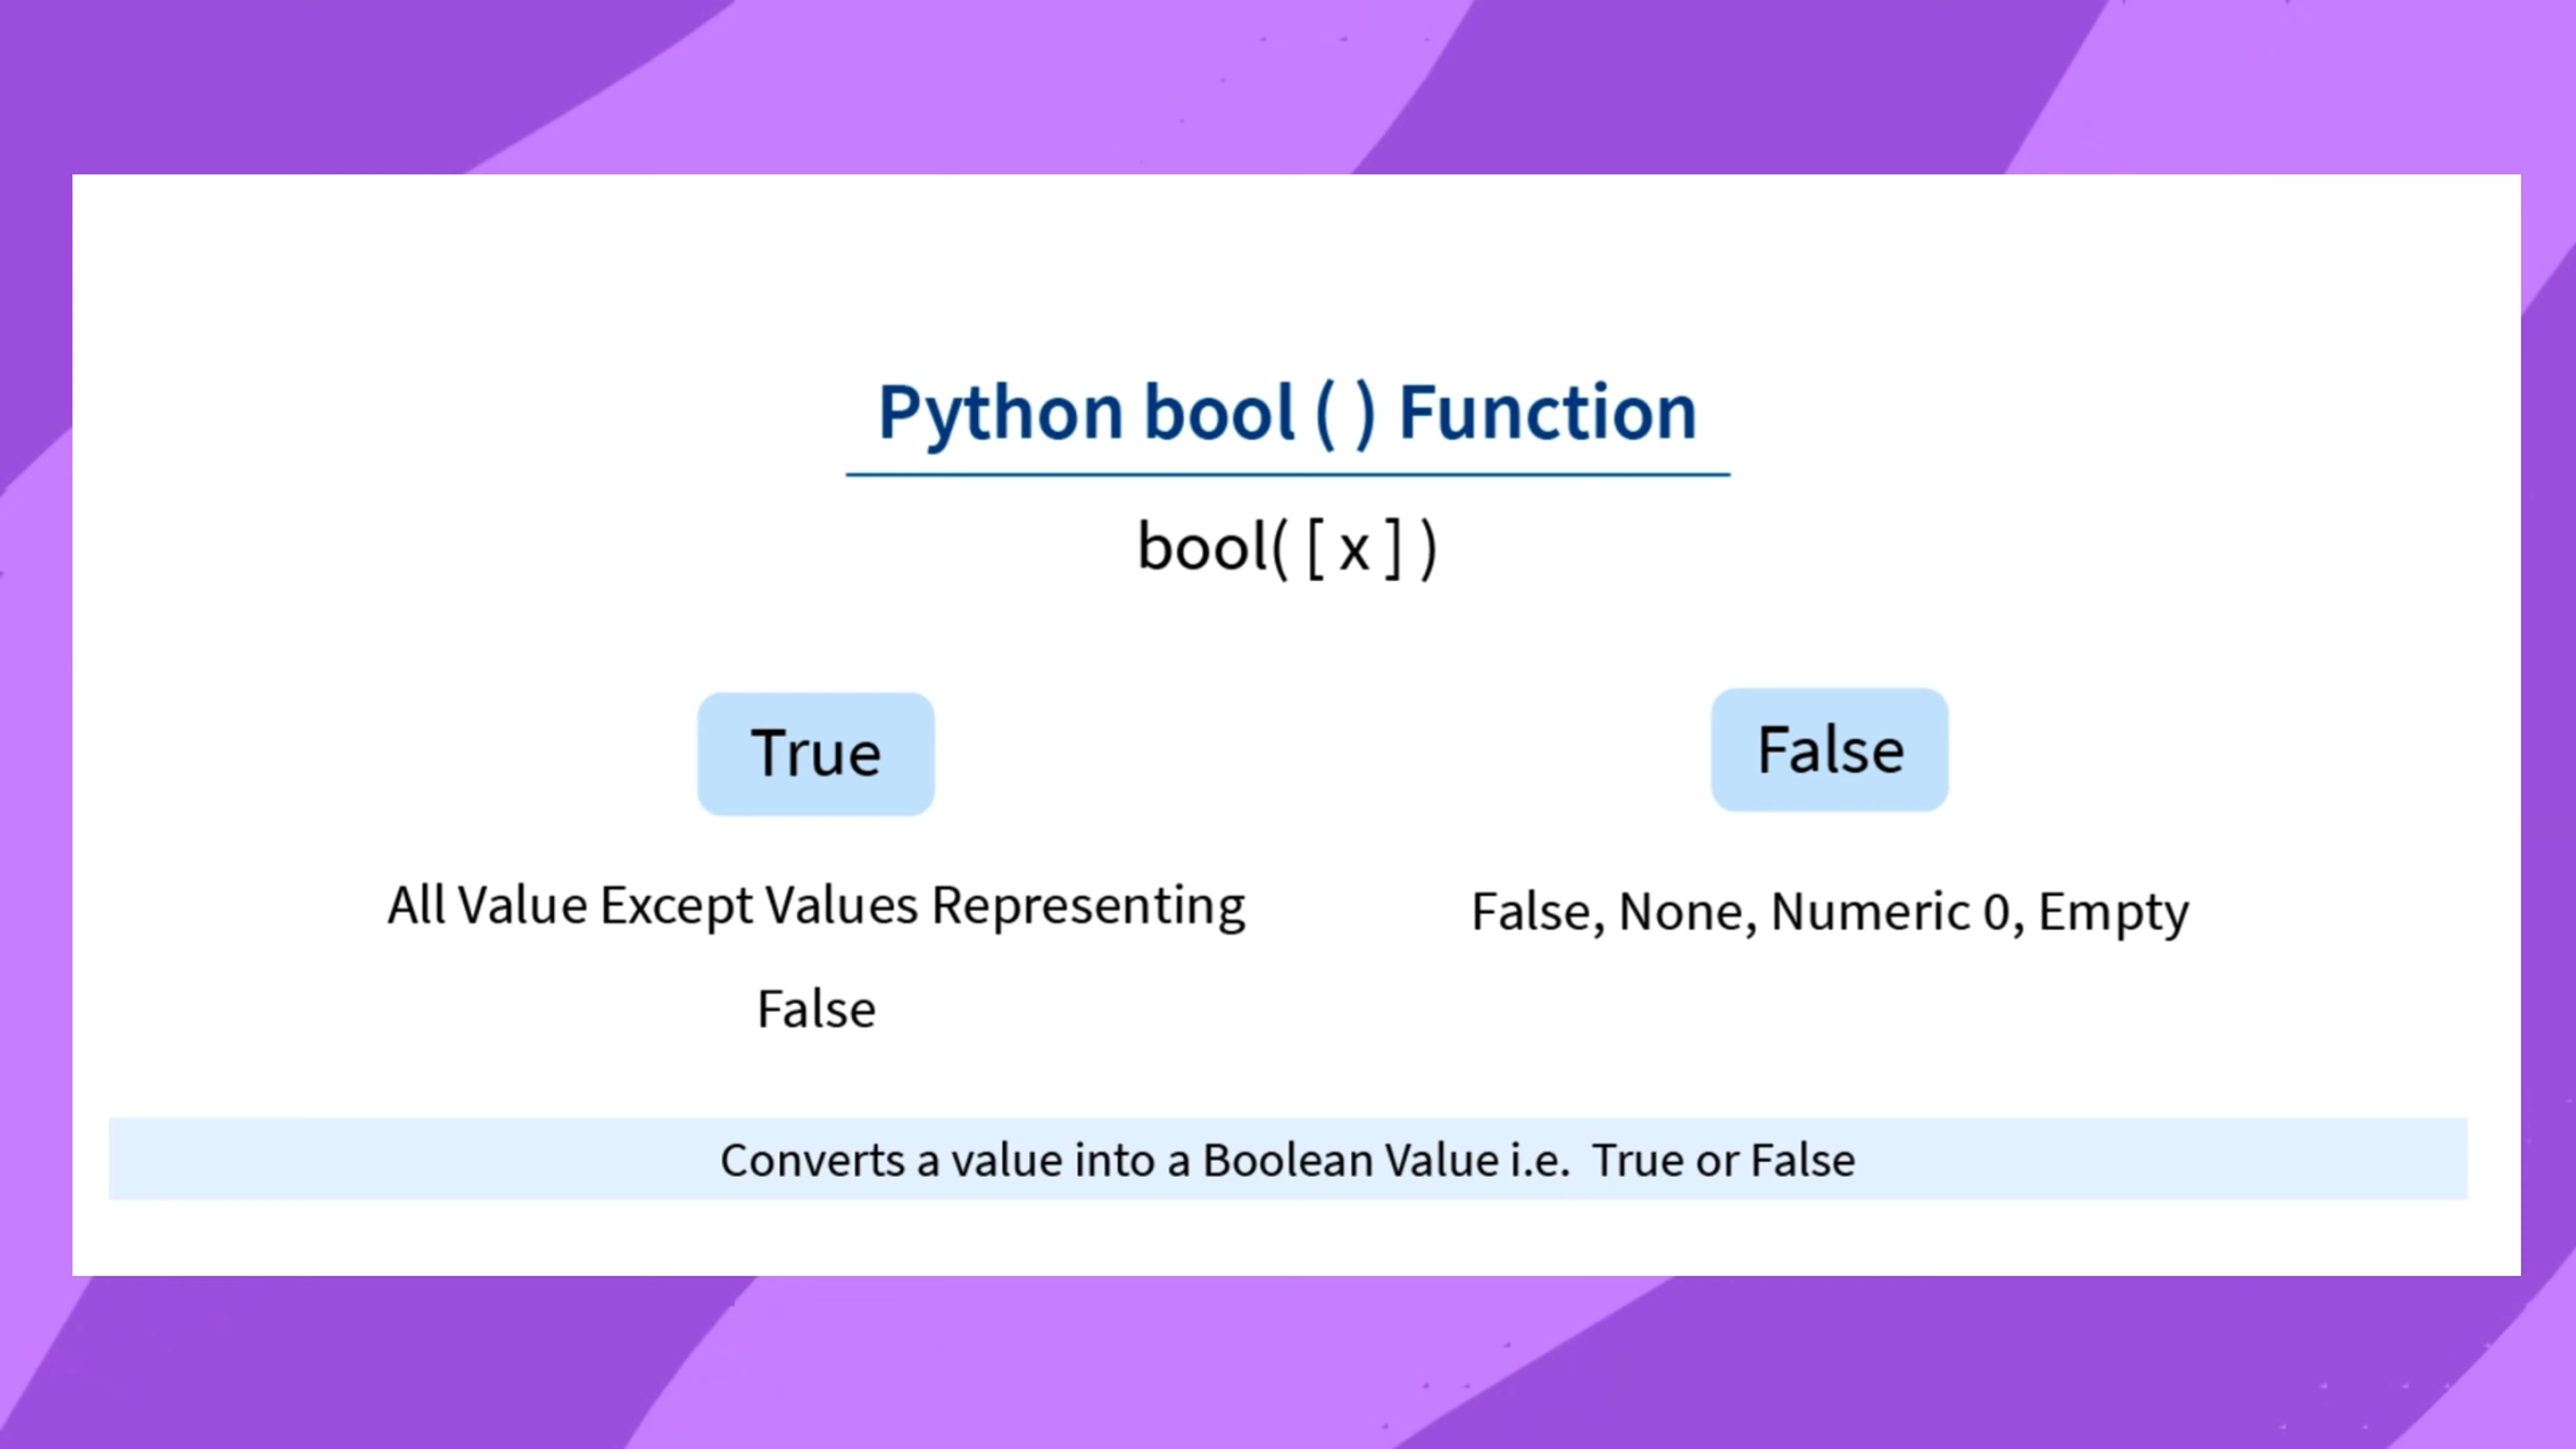 Python bool ( ) Function
bool( [ x ] )
True
False
All Value Except Values Representing
False
False, None, Numeric 0, Empty
Converts a value into a Boolean Value i.e.  True or False